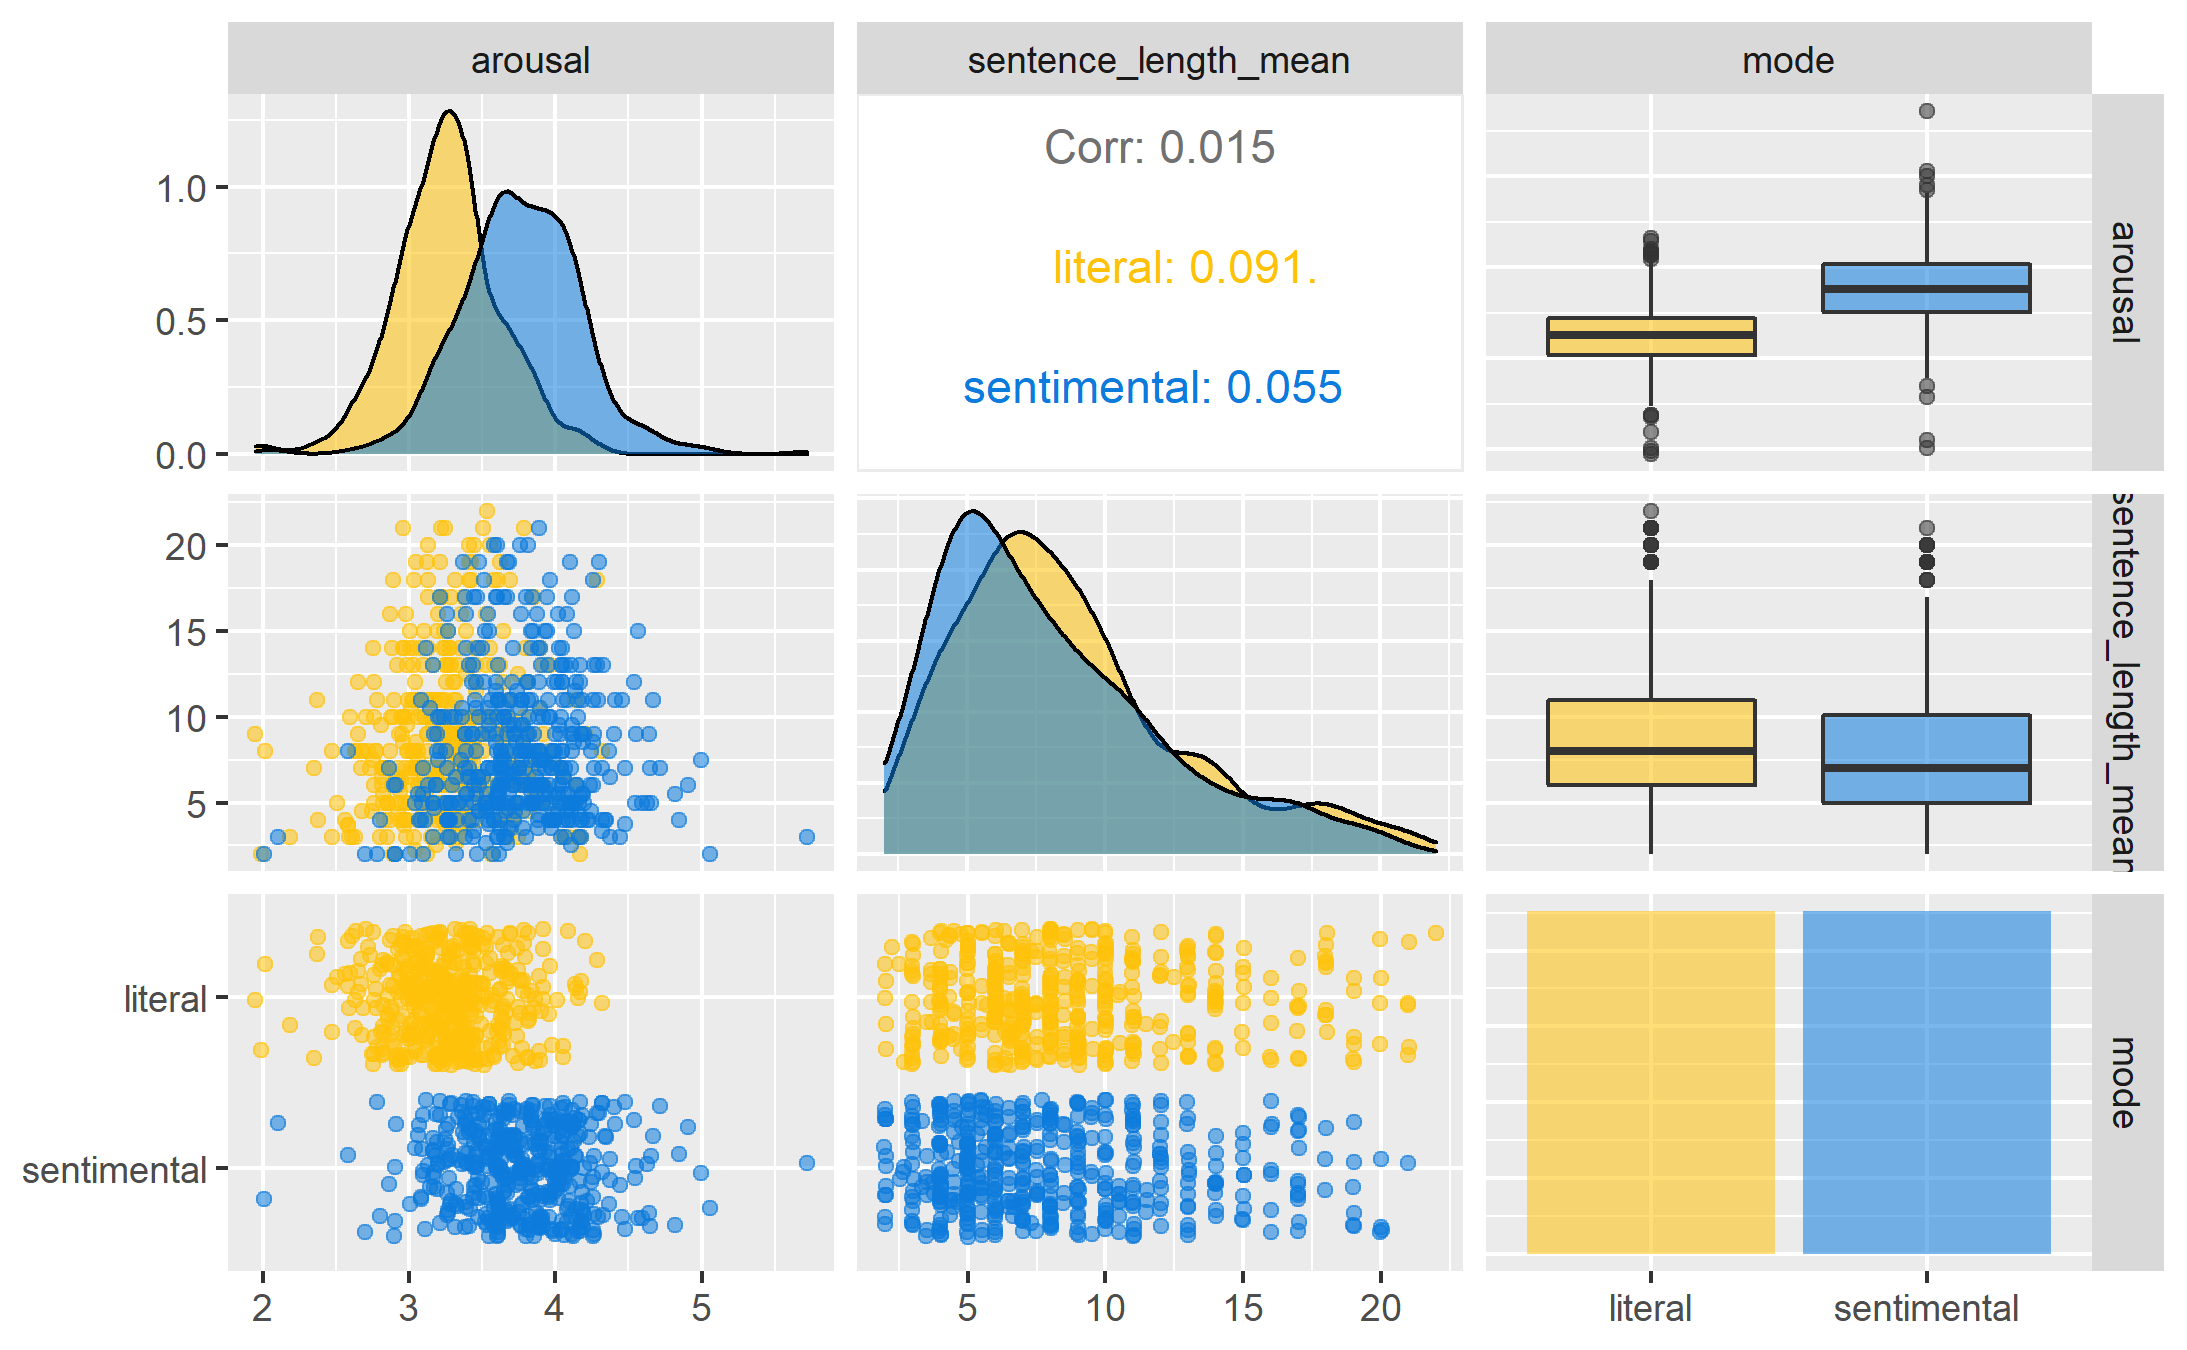 arousal
sentence_length_mean
mode
1.0
0.5
0.0
Corr: 0.015
literal: 0.091.
sentimental: 0.055
arousal
20
15
10
5
sentence_length_mean
literal
sentimental
mode
2
3
4
5
5
10
15
20
literal
sentimental